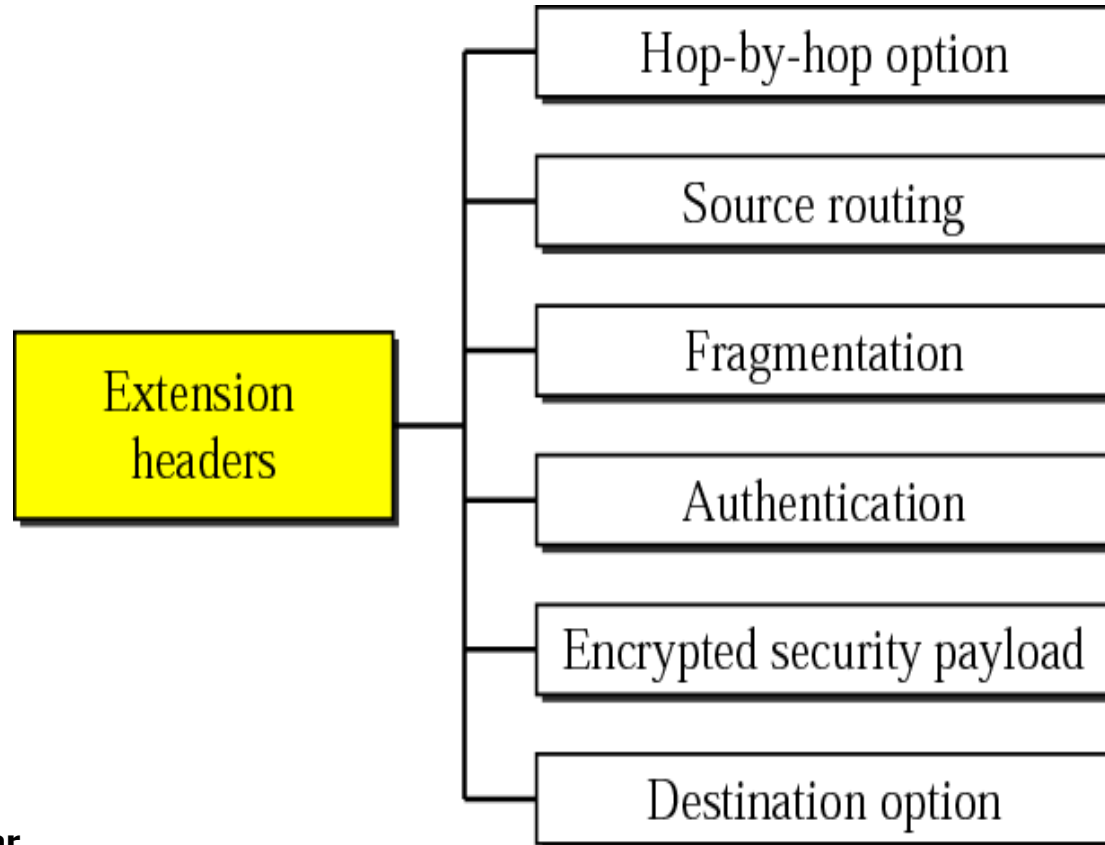 Hop-by-hop option
Source routing
Fragmentation
Extension
headers
Authentication
Encrypted security payload
Destination option